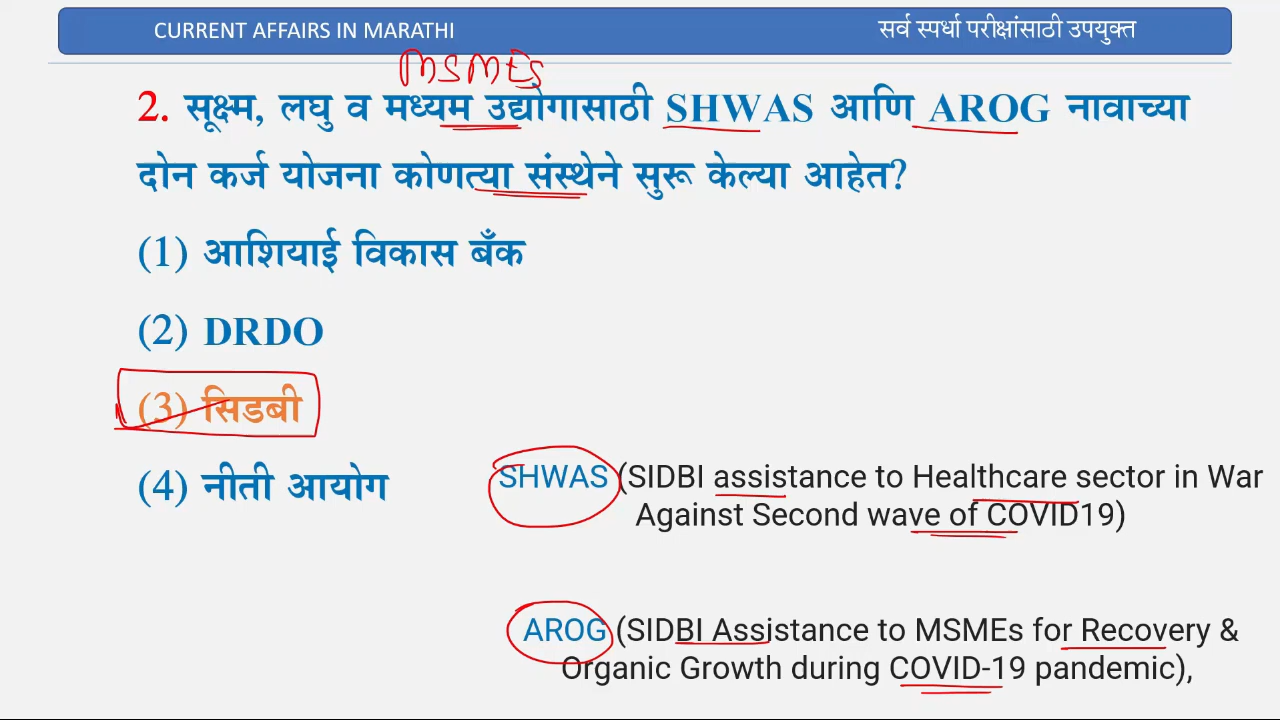 CURRENT AFFAIRS IN MARATHI
सर्व स्पर्धा परीक्षांसाठी उपयुक्त
MSMEs
2. सूक्ष्म, लघु व मध्यम उद्योगासाठी SHWAS आणि AROG नावाच्या
दोन कर्ज योजना कोणत्या संस्थेने सुरू केल्या आहेत?
(1) आशियाई विकास बँक
(2) DRDO
(3) सिडबी
(4) नीती आयोग
SHWAS (SIDBI assistance to Healthcare sector in War
Against Second wave of COVID19)
AROG (SIDBI Assistance to MSMEs for Recovery &
Organic Growth during COVID-19 pandemic),